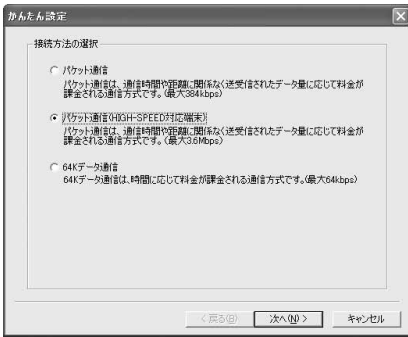 かんたん設定
接続方法の選択
パケット通信
パケット通信は、通信時間や距離に関係なく送受信されたデータ量に応じて料金が
課金される通信方式です。(最大384kbps)
パケット通信(HIGH-SPEED対応端末)
パケット通信は、通信時間や距離に関係なく送受信されたデータ量に応じて料金が
課金される通信方式です。(最大3.6Mbps)
64Kデータ通信
64Kデータ通信は、時間に応じて料金が課金される通信方式です。(最大64kbps)
< 戻る(B)
次へ(N) >
キャンセル